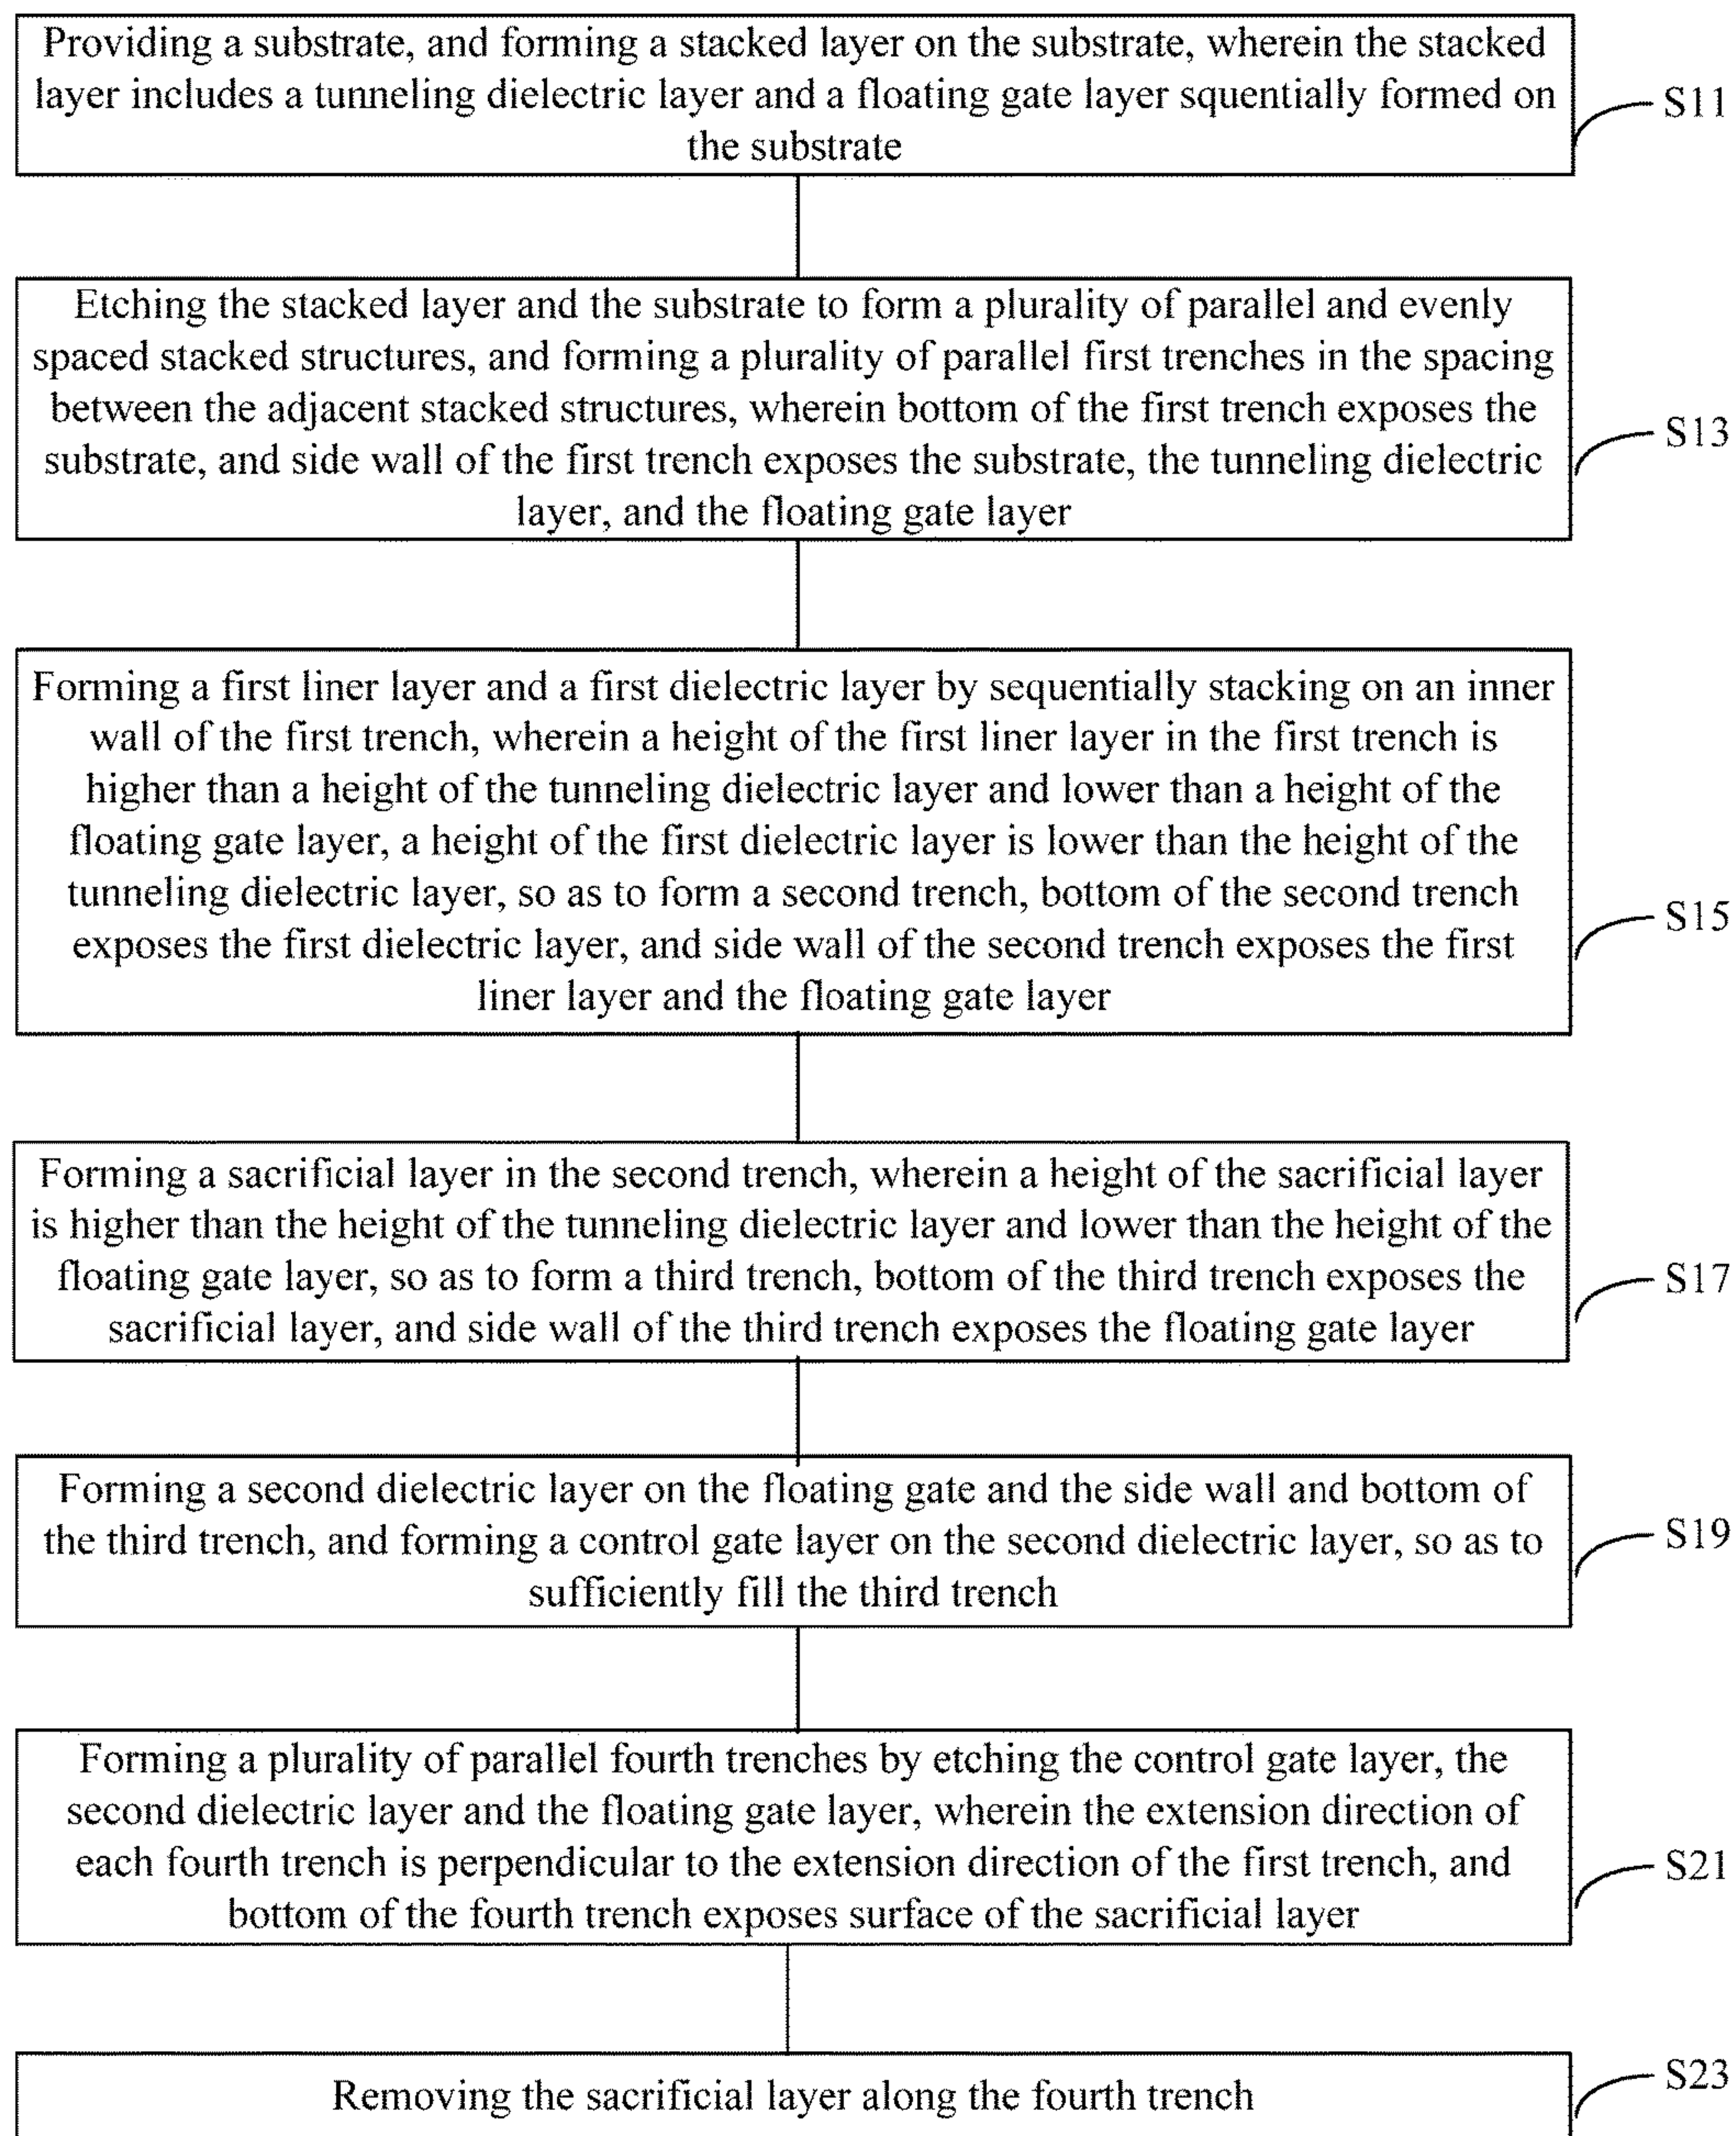 Providing a substrate, and forming a stacked layer on the substrate, wherein the stacked
layer includes a tunneling dielectric layer and a floating gate layer squentially formed on
the substrate
S11
Etching the stacked layer and the substrate to form a plurality of parallel and evenly
spaced stacked structures, and forming a plurality of parallel first trenches in the spacing
between the adjacent stacked structures, wherein bottom of the first trench exposes the
substrate, and side wall of the first trench exposes the substrate, the tunneling dielectric
layer, and the floating gate layer
S13
Forming a first liner layer and a first dielectric layer by sequentially stacking on an inner
wall of the first trench, wherein a height of the first liner layer in the first trench is
higher than a height of the tunneling dielectric layer and lower than a height of the
floating gate layer, a height of the first dielectric layer is lower than the height of the
tunneling dielectric layer, so as to form a second trench, bottom of the second trench
exposes the first dielectric layer, and side wall of the second trench exposes the first
liner layer and the floating gate layer
S15
Forming a sacrificial layer in the second trench, wherein a height of the sacrificial layer
is higher than the height of the tunneling dielectric layer and lower than the height of the
floating gate layer, so as to form a third trench, bottom of the third trench exposes the
sacrificial layer, and side wall of the third trench exposes the floating gate layer
S17
Forming a second dielectric layer on the floating gate and the side wall and bottom of
the third trench, and forming a control gate layer on the second dielectric layer, so as to
sufficiently fill the third trench
S19
Forming a plurality of parallel fourth trenches by etching the control gate layer, the
second dielectric layer and the floating gate layer, wherein the extension direction of
each fourth trench is perpendicular to the extension direction of the first trench, and
bottom of the fourth trench exposes surface of the sacrificial layer
S21
Removing the sacrificial layer along the fourth trench
S23